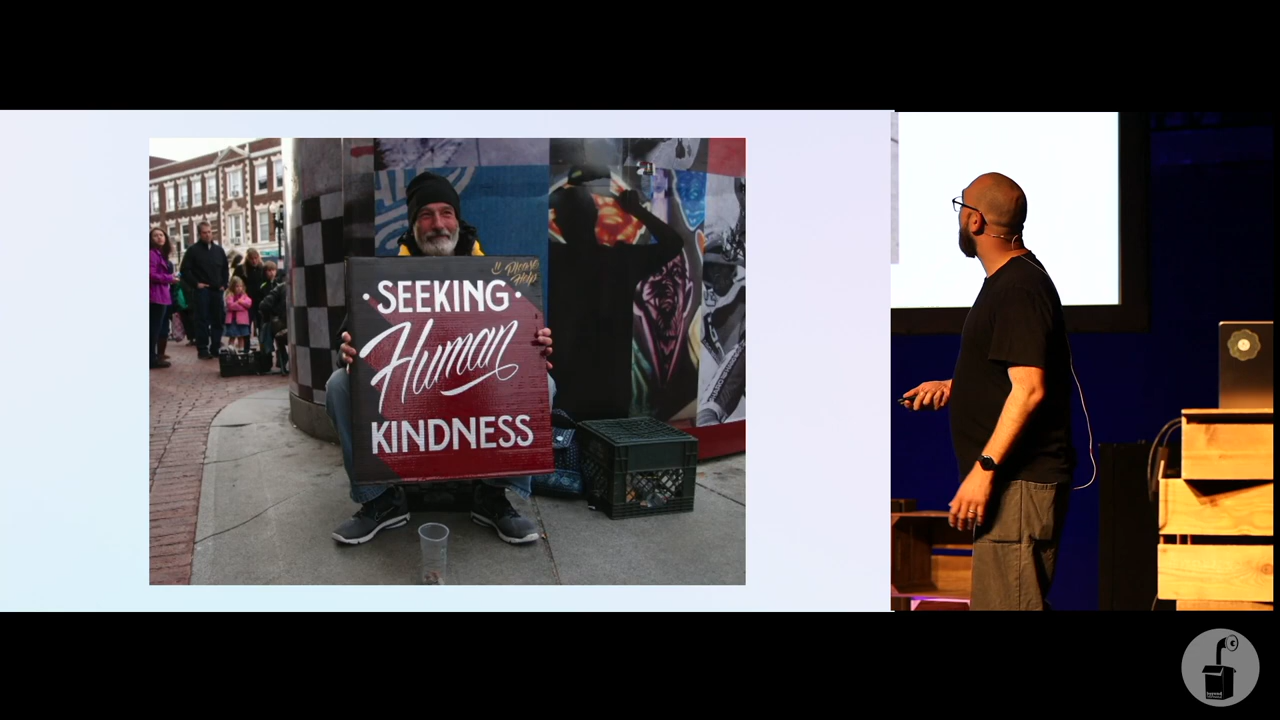 Please
Help
• SEEKING •
Human
KINDNESS